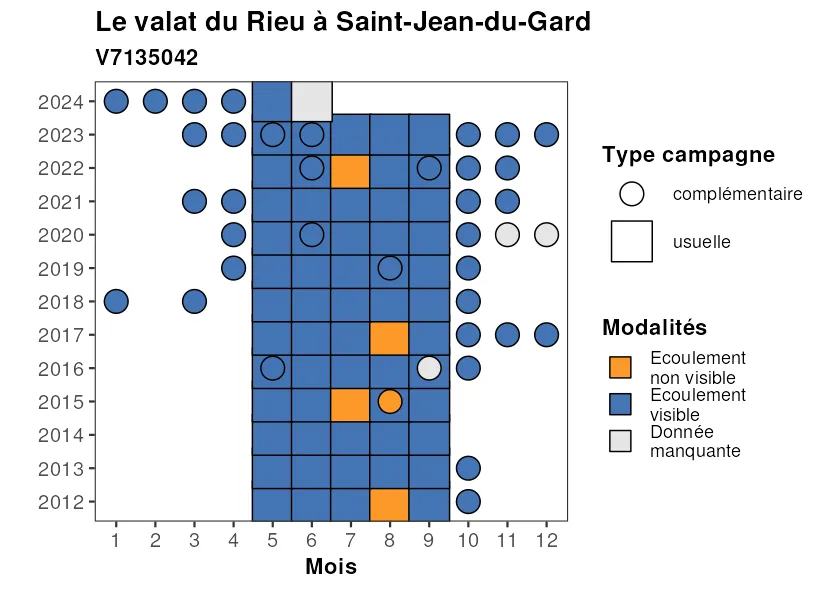 Le valat du Rieu à Saint-Jean-du-Gard
V7135042
2024
2023
2022
2021
2020
2019
2018
2017
2016
2015
2014
2013
2012
1 2 3 4 5 6 7 8 9 10 11 12
Mois
Type campagne
complémentaire
usuelle
Modalités
Ecoulement
non visible
Ecoulement
visible
Donnée
manquante